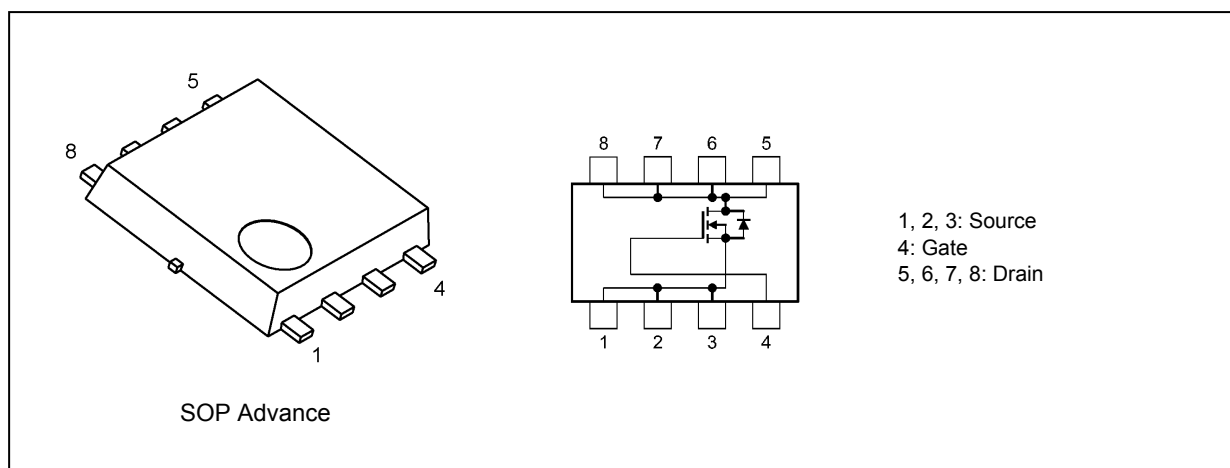 5
8
4
1
SOP Advance
8 7 6 5
1 2 3 4
1, 2, 3: Source
4: Gate
5, 6, 7, 8: Drain